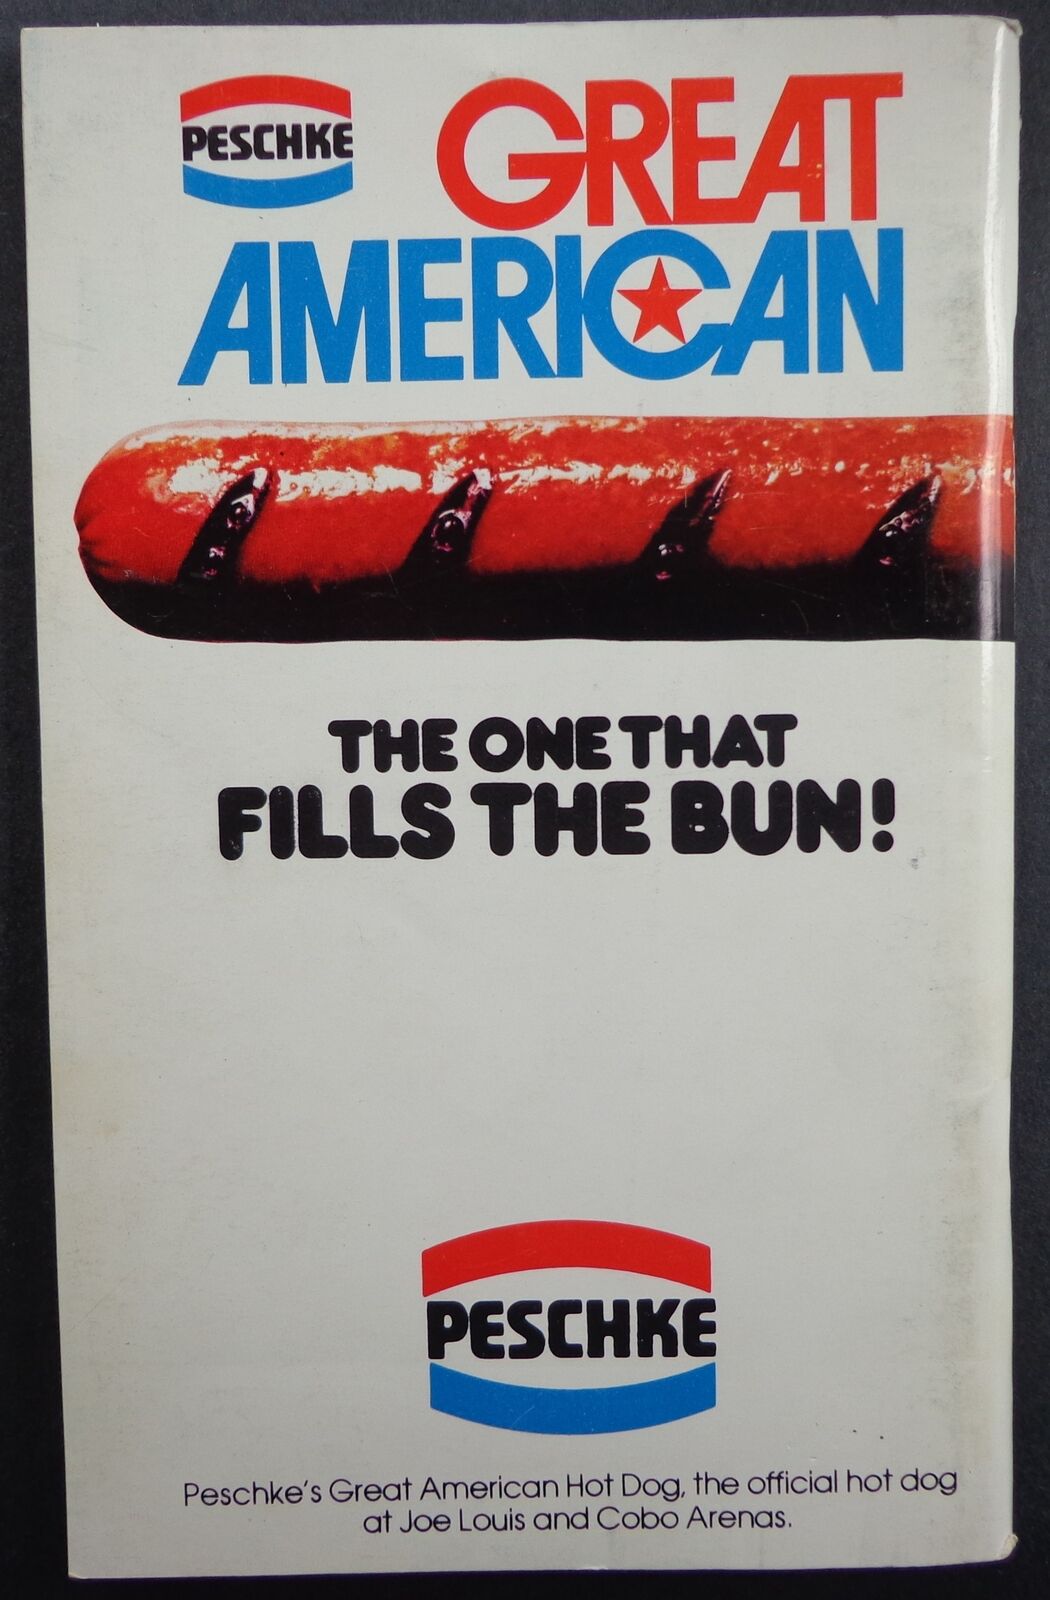 PESCHKE
GREAT
AMERICAN
THE ONE THAT
FILLS THE BUN!
PESCHKE
Peschke's Great American Hot Dog, the official hot dog
at Joe Louis and Cobo Arenas.